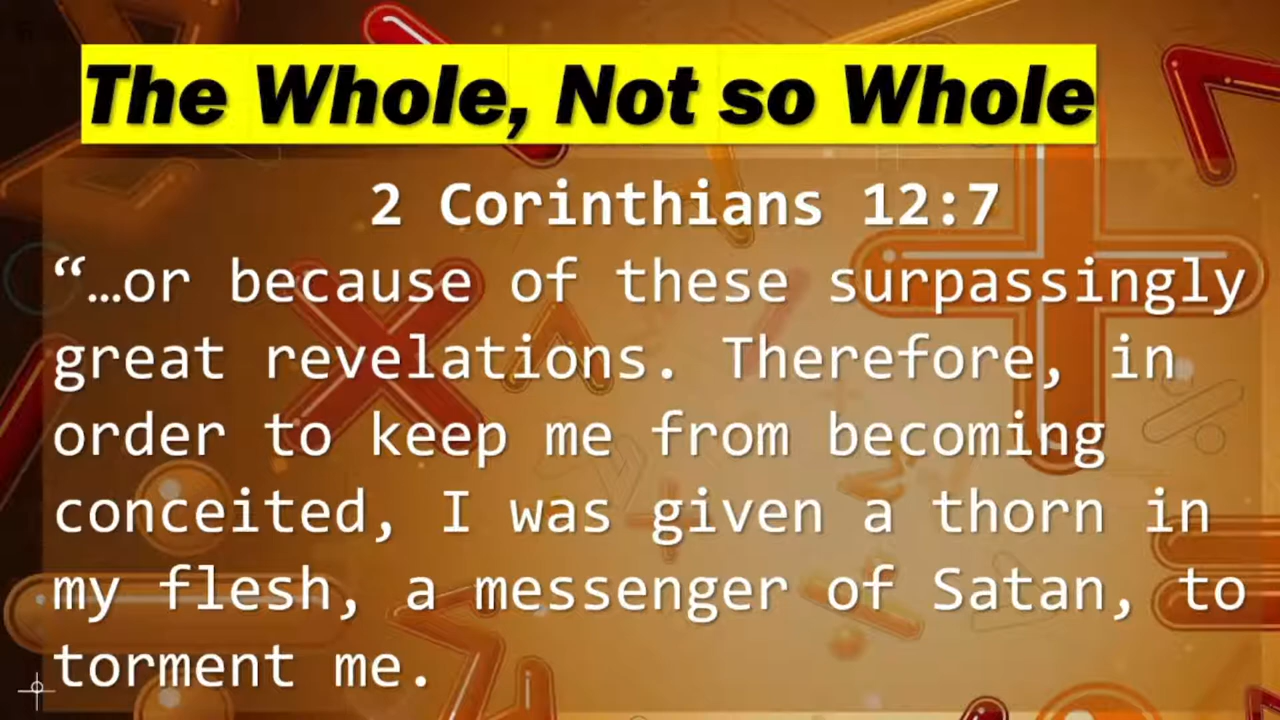 The Whole, Not so Whole
2 Corinthians 12:7
“…or because of these surpassingly
great revelations. Therefore, in
order to keep me from becoming
conceited, I was given a thorn in
my flesh, a messenger of Satan, to
torment me.